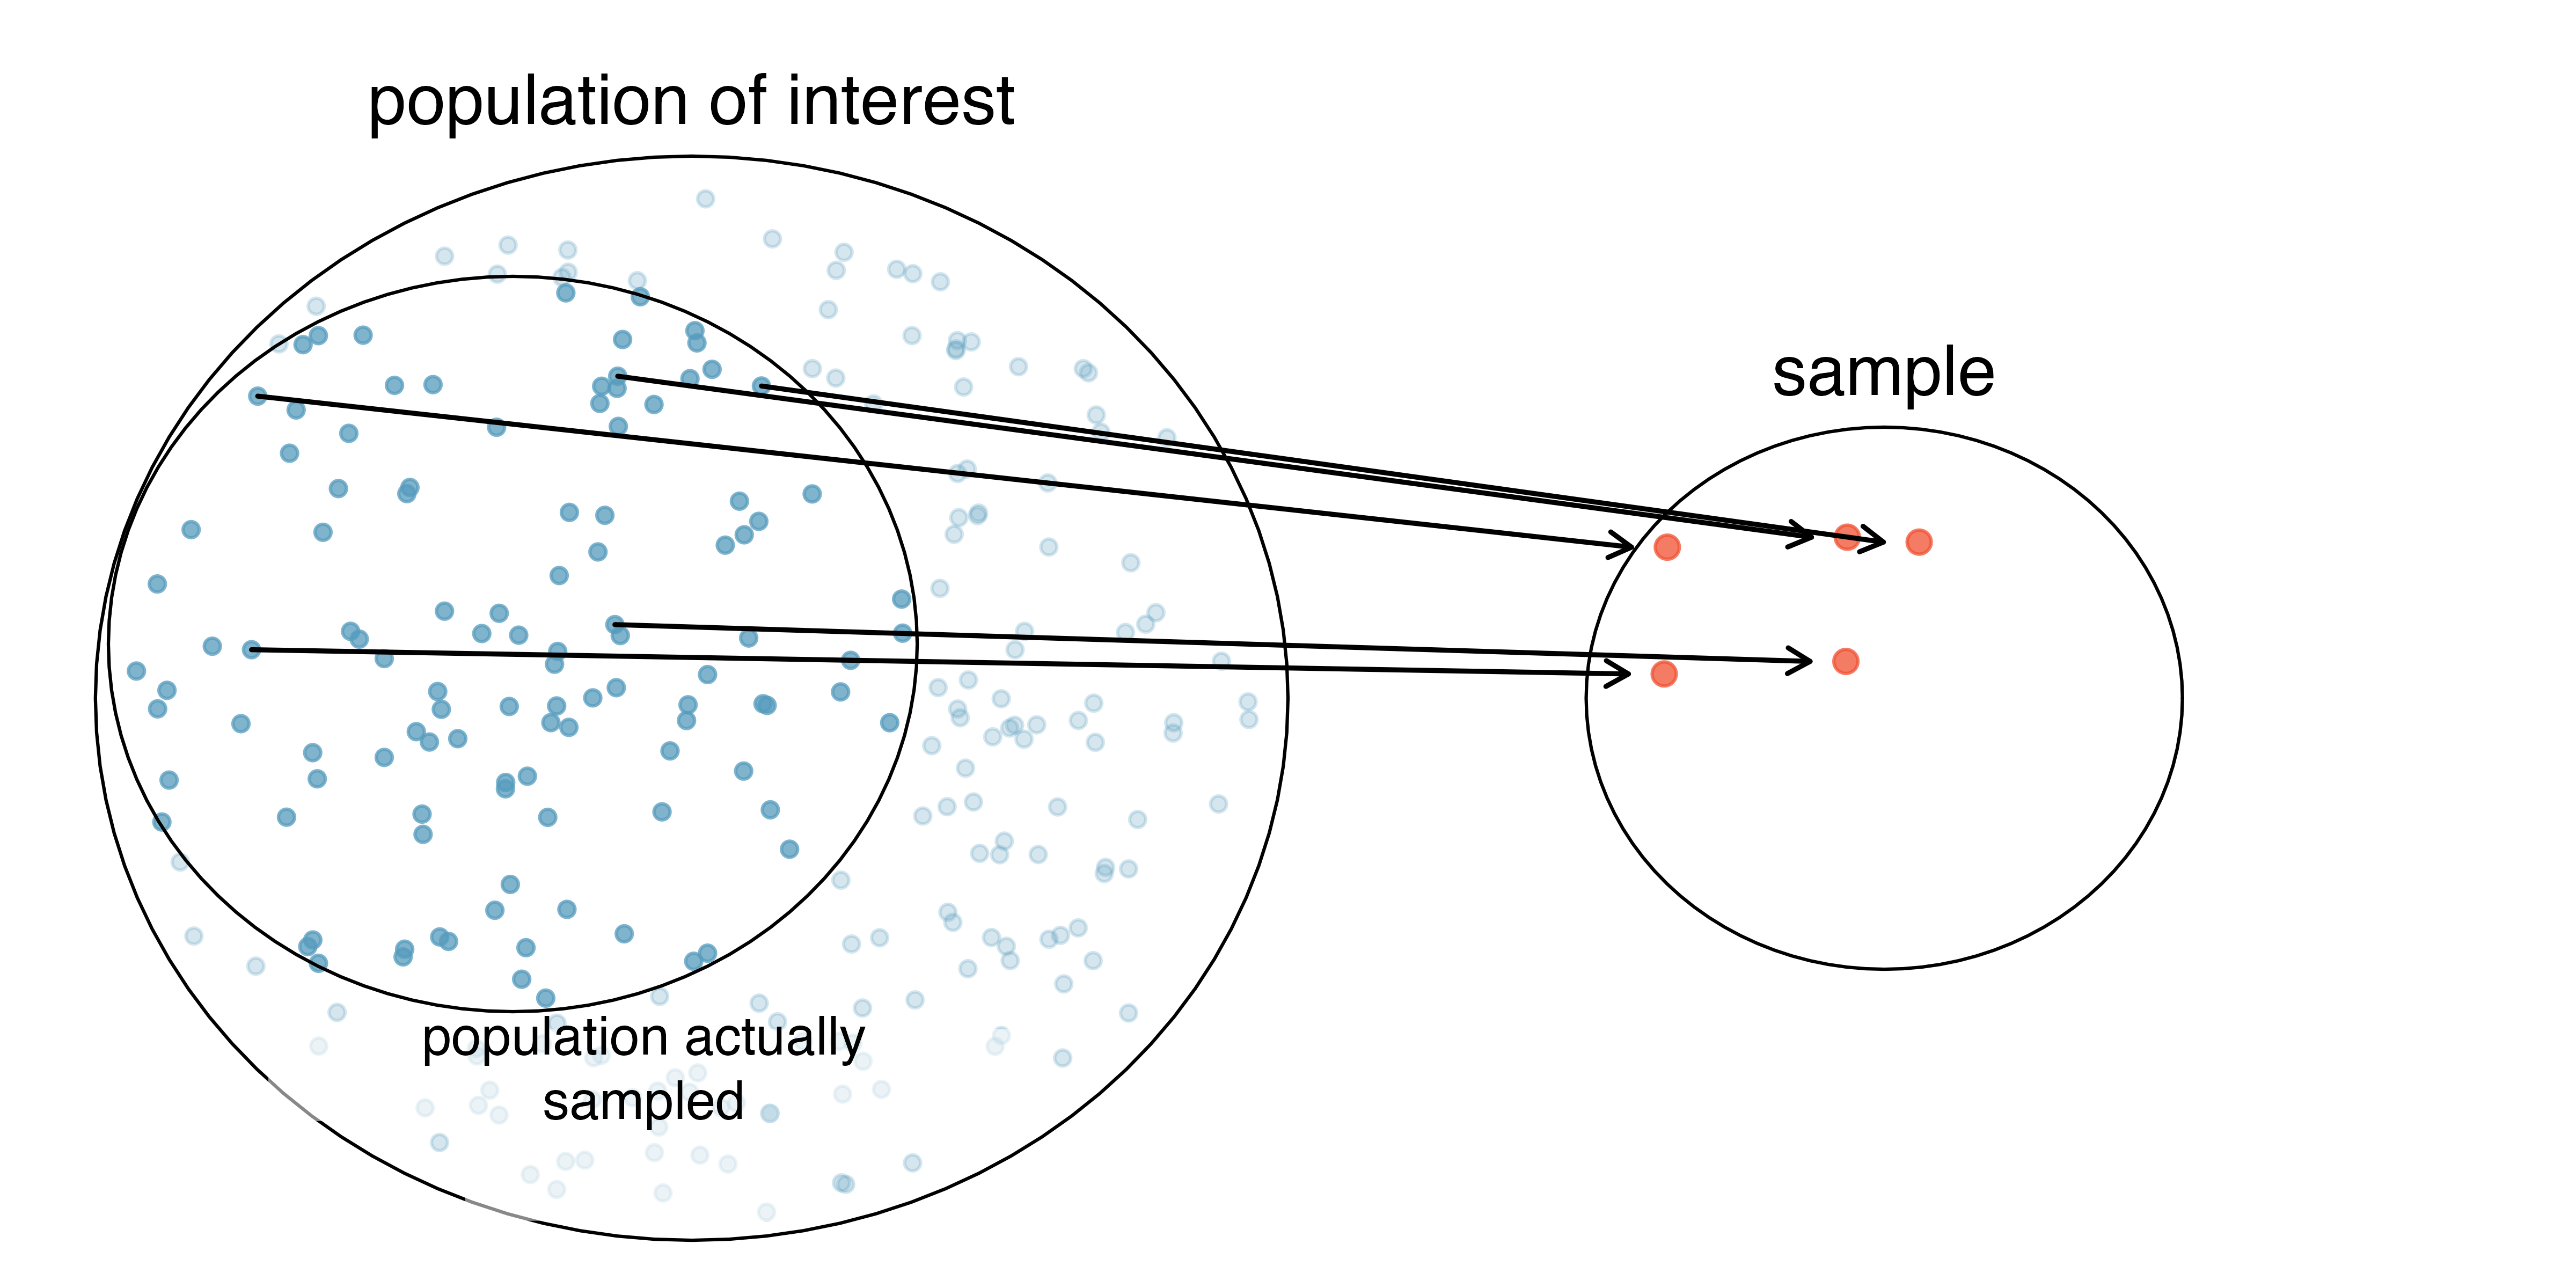 population of interest
sample
population actually
sampled